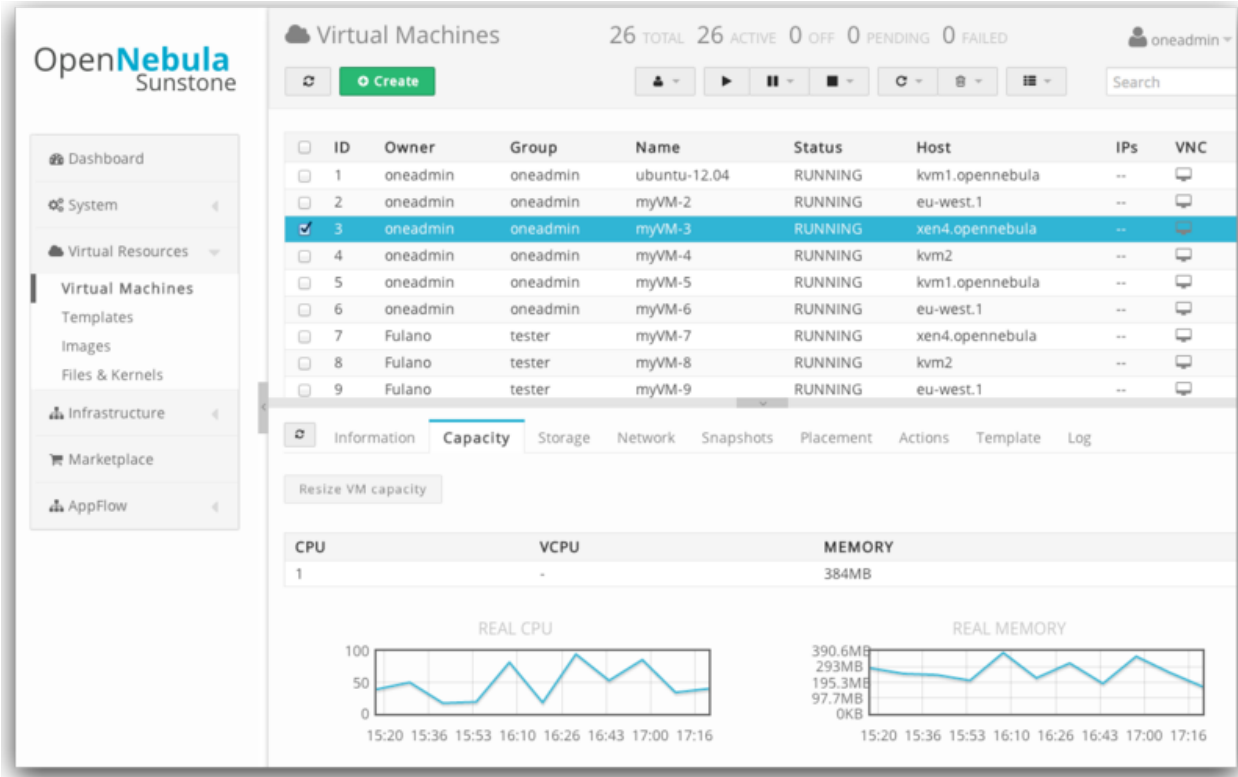 OpenNebula
Sunstone
Virtual Machines 26 TOTAL 26 ACTIVE 0 OFF 0 PENDING 0 FAILED oneadmin
Create Search
Dashboard
System
Virtual Resources
Virtual Machines
Templates
Images
Files & Kernels
Infrastructure
Marketplace
AppFlow
ID Owner Group Name Status Host IPs VNC
1 oneadmin oneadmin ubuntu-12.04 RUNNING kvm1.opennebula --
2 oneadmin oneadmin myVM-2 RUNNING eu-west.1 --
3 oneadmin oneadmin myVM-3 RUNNING xen4.opennebula --
4 oneadmin oneadmin myVM-4 RUNNING kvm2 --
5 oneadmin oneadmin myVM-5 RUNNING kvm1.opennebula --
6 oneadmin oneadmin myVM-6 RUNNING eu-west.1 --
7 Fulano tester myVM-7 RUNNING xen4.opennebula --
8 Fulano tester myVM-8 RUNNING kvm2 --
9 Fulano tester myVM-9 RUNNING eu-west.1 --
Information Capacity Storage Network Snapshots Placement Actions Template Log
Resize VM capacity
CPU VCPU MEMORY
1 - 384MB
REAL CPU
100
50
0
15:20 15:36 15:53 16:10 16:26 16:43 17:00 17:16
REAL MEMORY
390.6MB
293MB
195.3MB
97.7MB
0KB
15:20 15:36 15:53 16:10 16:26 16:43 17:00 17:16